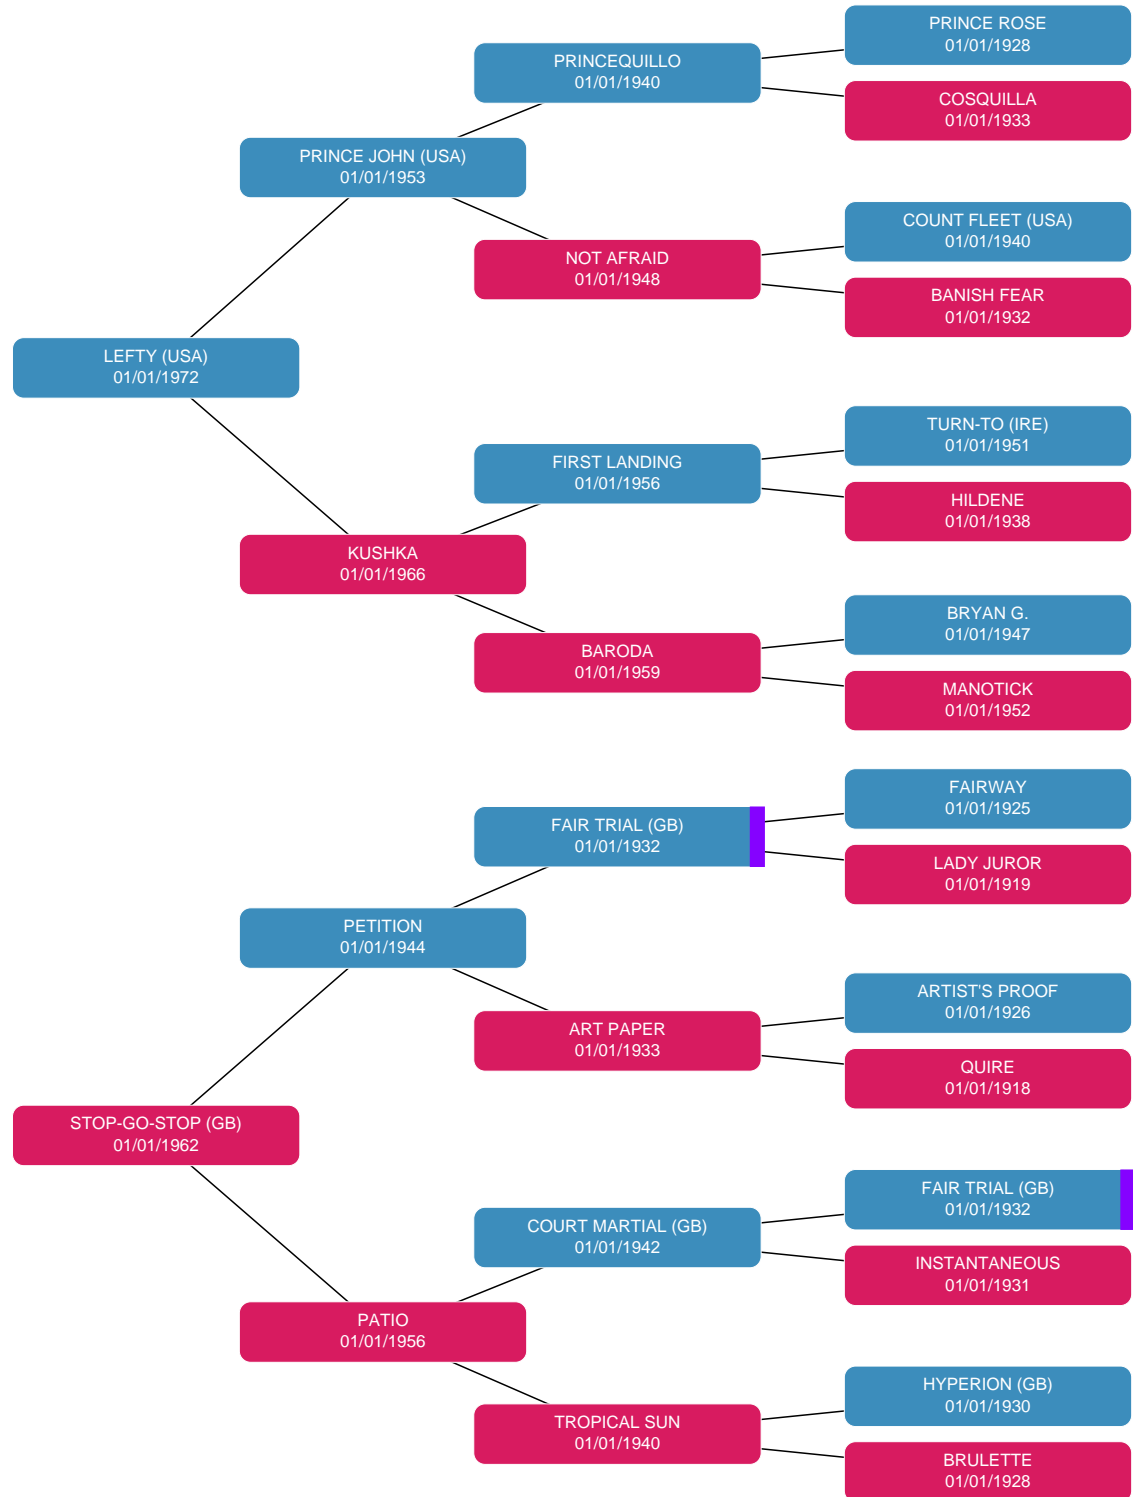 PRINCE ROSE
01/01/1928
PRINCEQUILLO
01/01/1940
COSQUILLA
01/01/1933
PRINCE JOHN (USA)
01/01/1953
COUNT FLEET (USA)
01/01/1940
NOT AFRAID
01/01/1948
BANISH FEAR
01/01/1932
LEFTY (USA)
01/01/1972
TURN-TO (IRE)
01/01/1951
FIRST LANDING
01/01/1956
HILDENE
01/01/1938
KUSHKA
01/01/1966
BRYAN G.
01/01/1947
BARODA
01/01/1959
MANOTICK
01/01/1952
FAIRWAY
01/01/1925
FAIR TRIAL (GB)
01/01/1932
LADY JUROR
01/01/1919
PETITION
01/01/1944
ARTIST'S PROOF
01/01/1926
ART PAPER
01/01/1933
QUIRE
01/01/1918
STOP-GO-STOP (GB)
01/01/1962
FAIR TRIAL (GB)
01/01/1932
COURT MARTIAL (GB)
01/01/1942
INSTANTANEOUS
01/01/1931
PATIO
01/01/1956
HYPERION (GB)
01/01/1930
TROPICAL SUN
01/01/1940
BRULETTE
01/01/1928